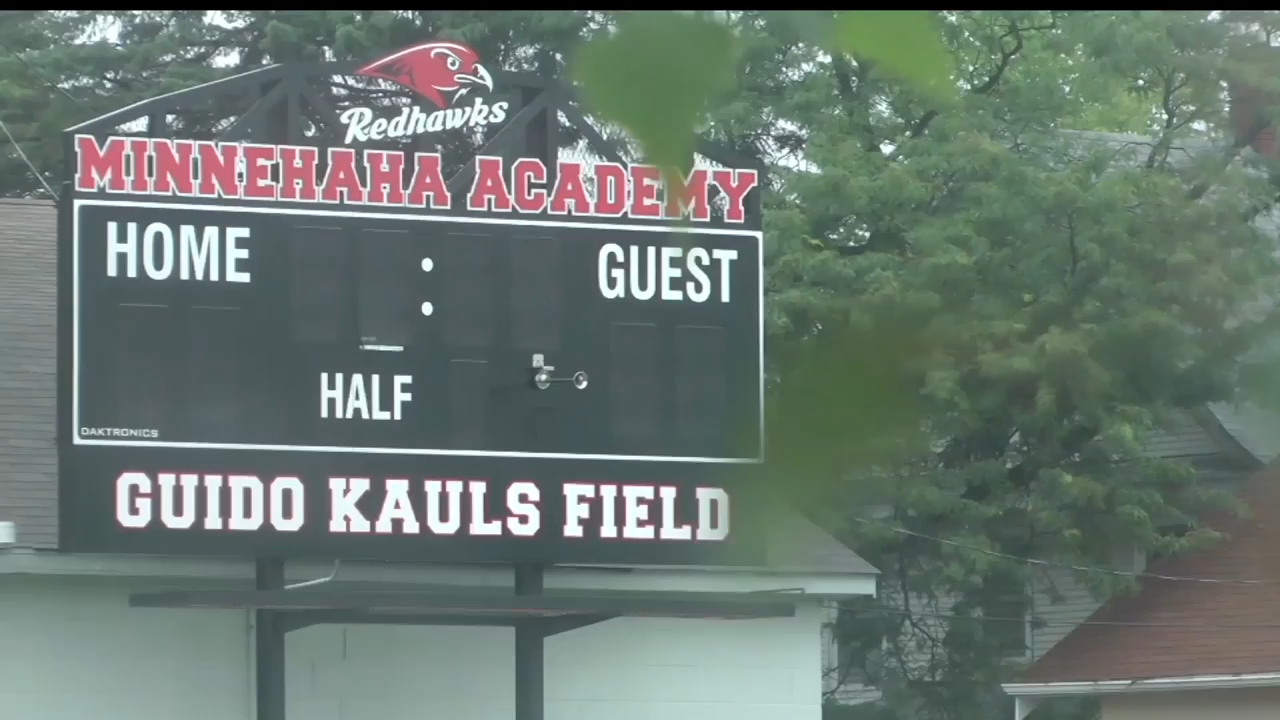 Redhawks
MINNEHAHA ACADEMY
HOME : GUEST
HALF
DAKTRONICS
GUIDO KAULS FIELD